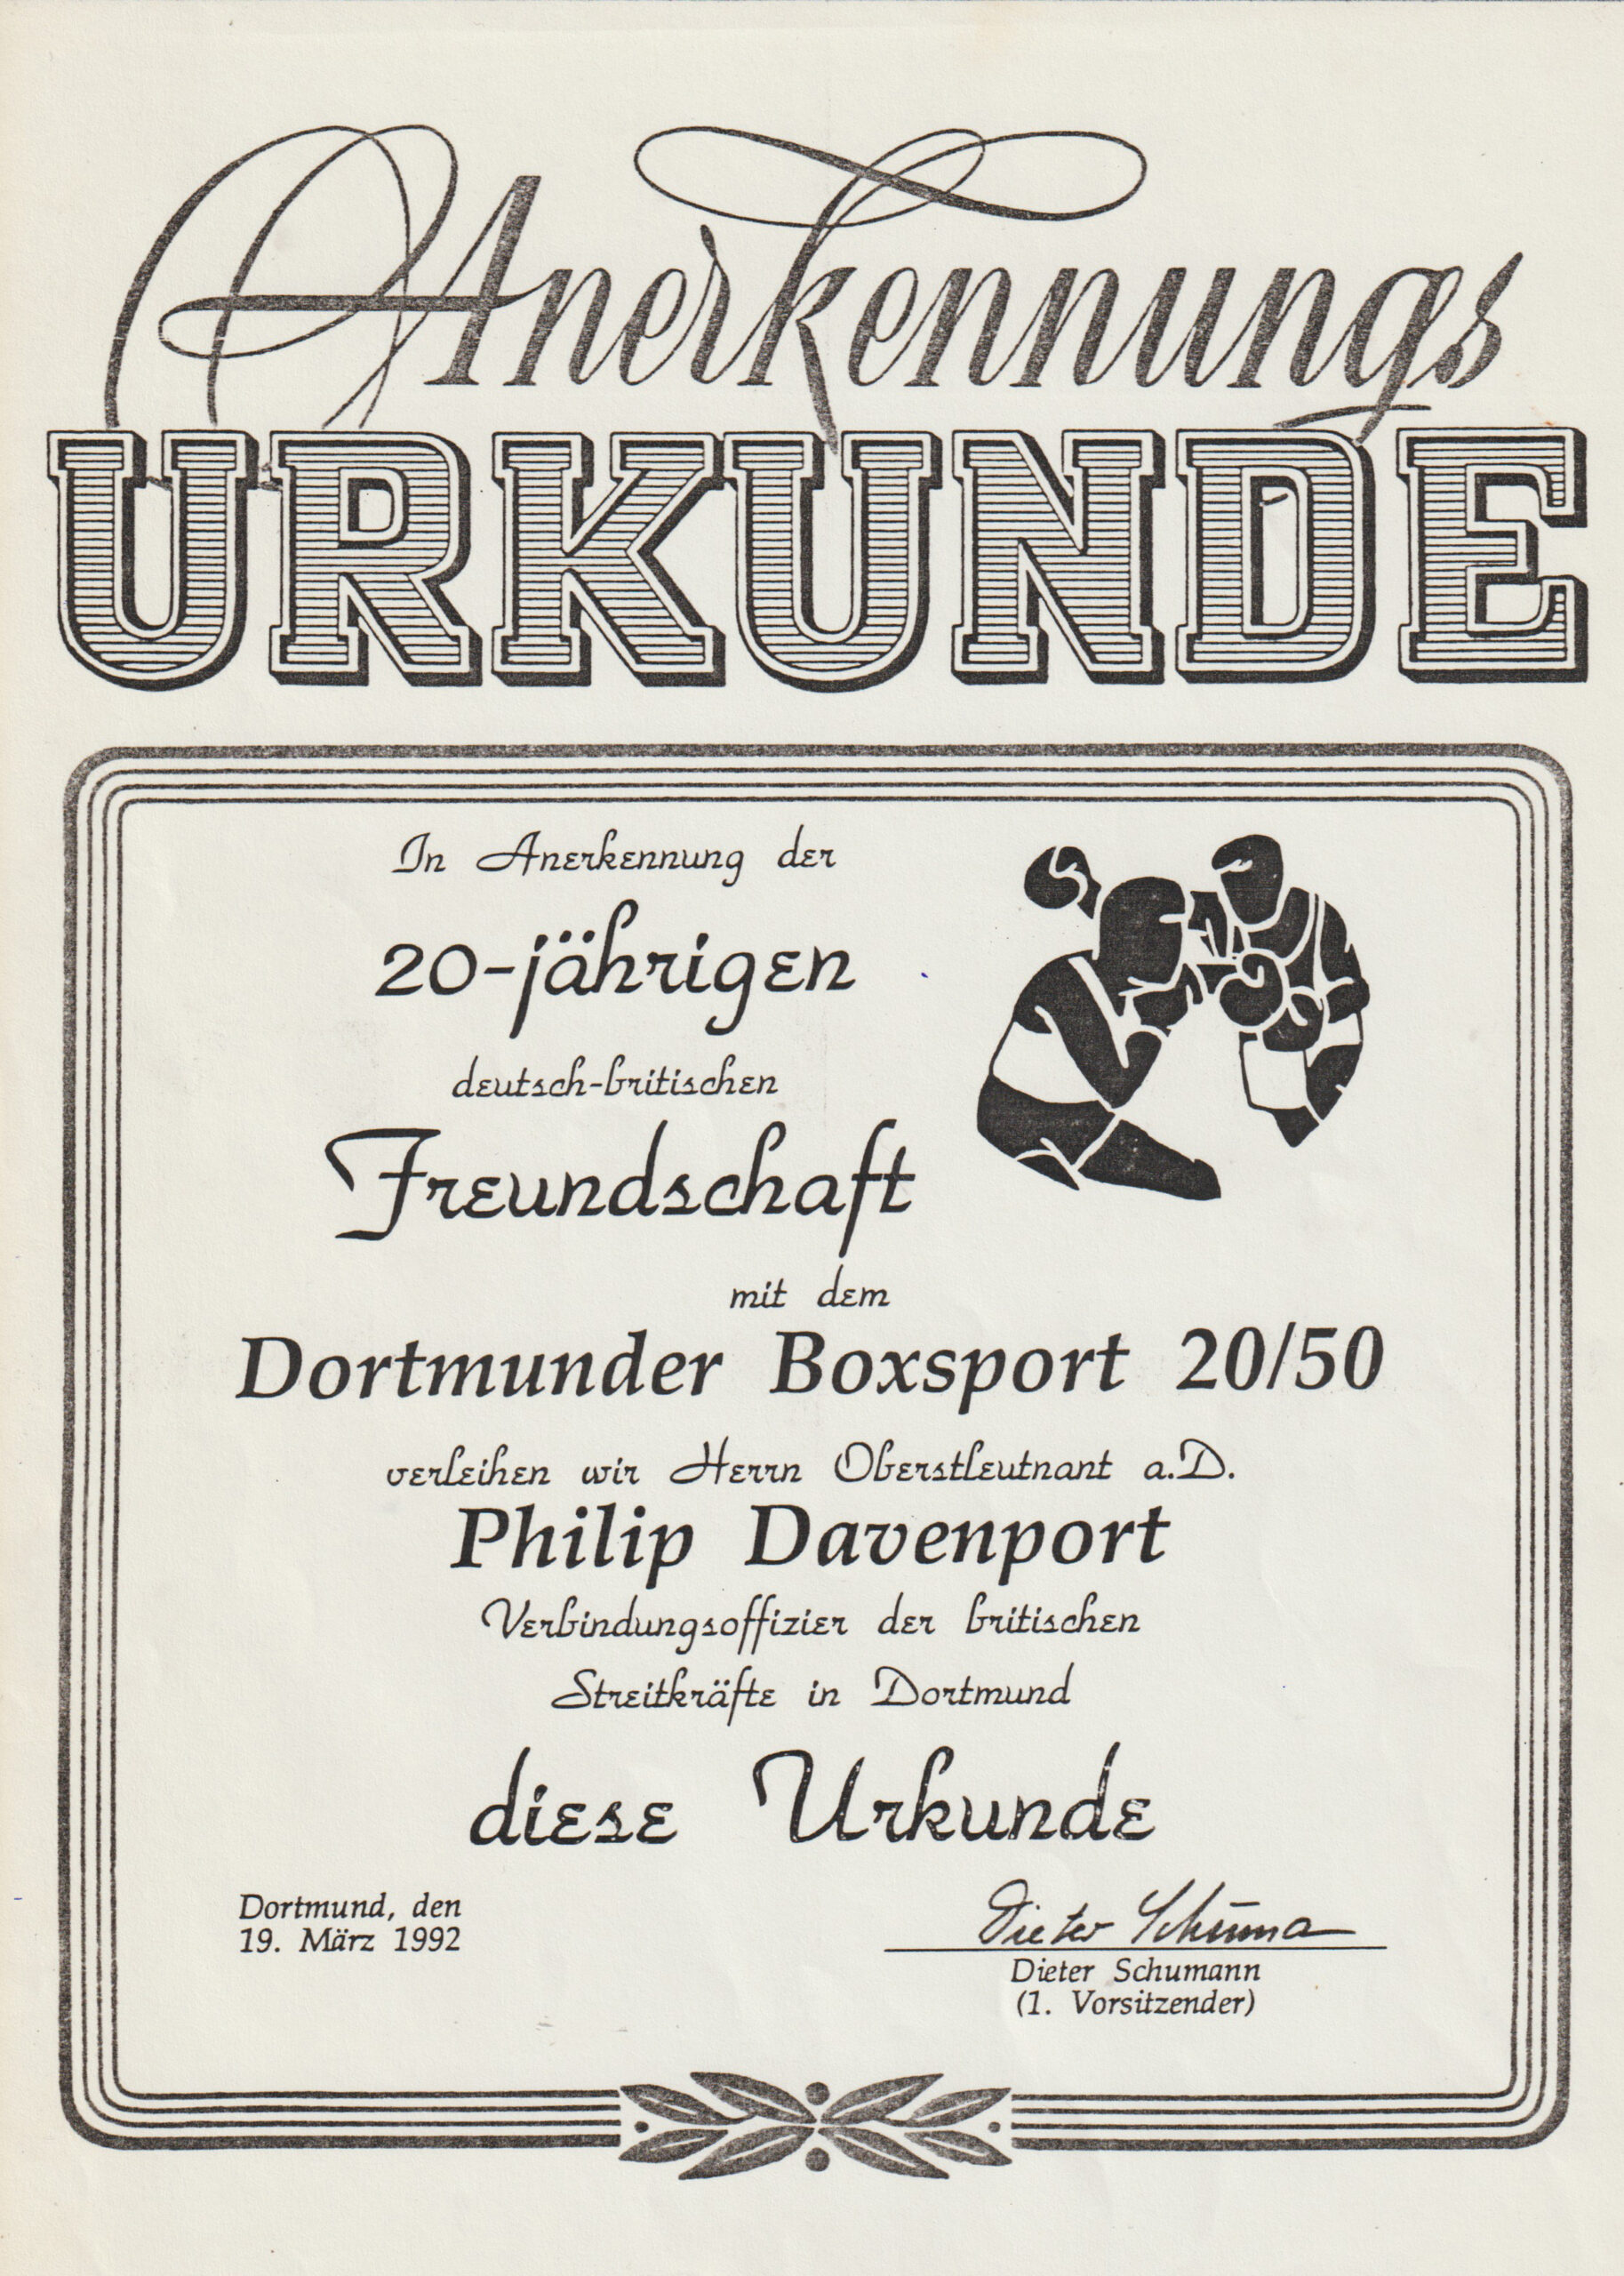 Anerkennungs
URKUNDE
In Anerkennung der
20-jährigen
deutsch-britischen
Freundschaft
mit dem
Dortmunder Boxsport 20/50
verleihen wir Herrn Oberstleutnant a.D.
Philip Davenport
Verbindungsoffizier der britischen
Streitkräfte in Dortmund
diese Urkunde
Dortmund, den
19. März 1992
Dieter Schuma
Dieter Schumann
(1. Vorsitzender)